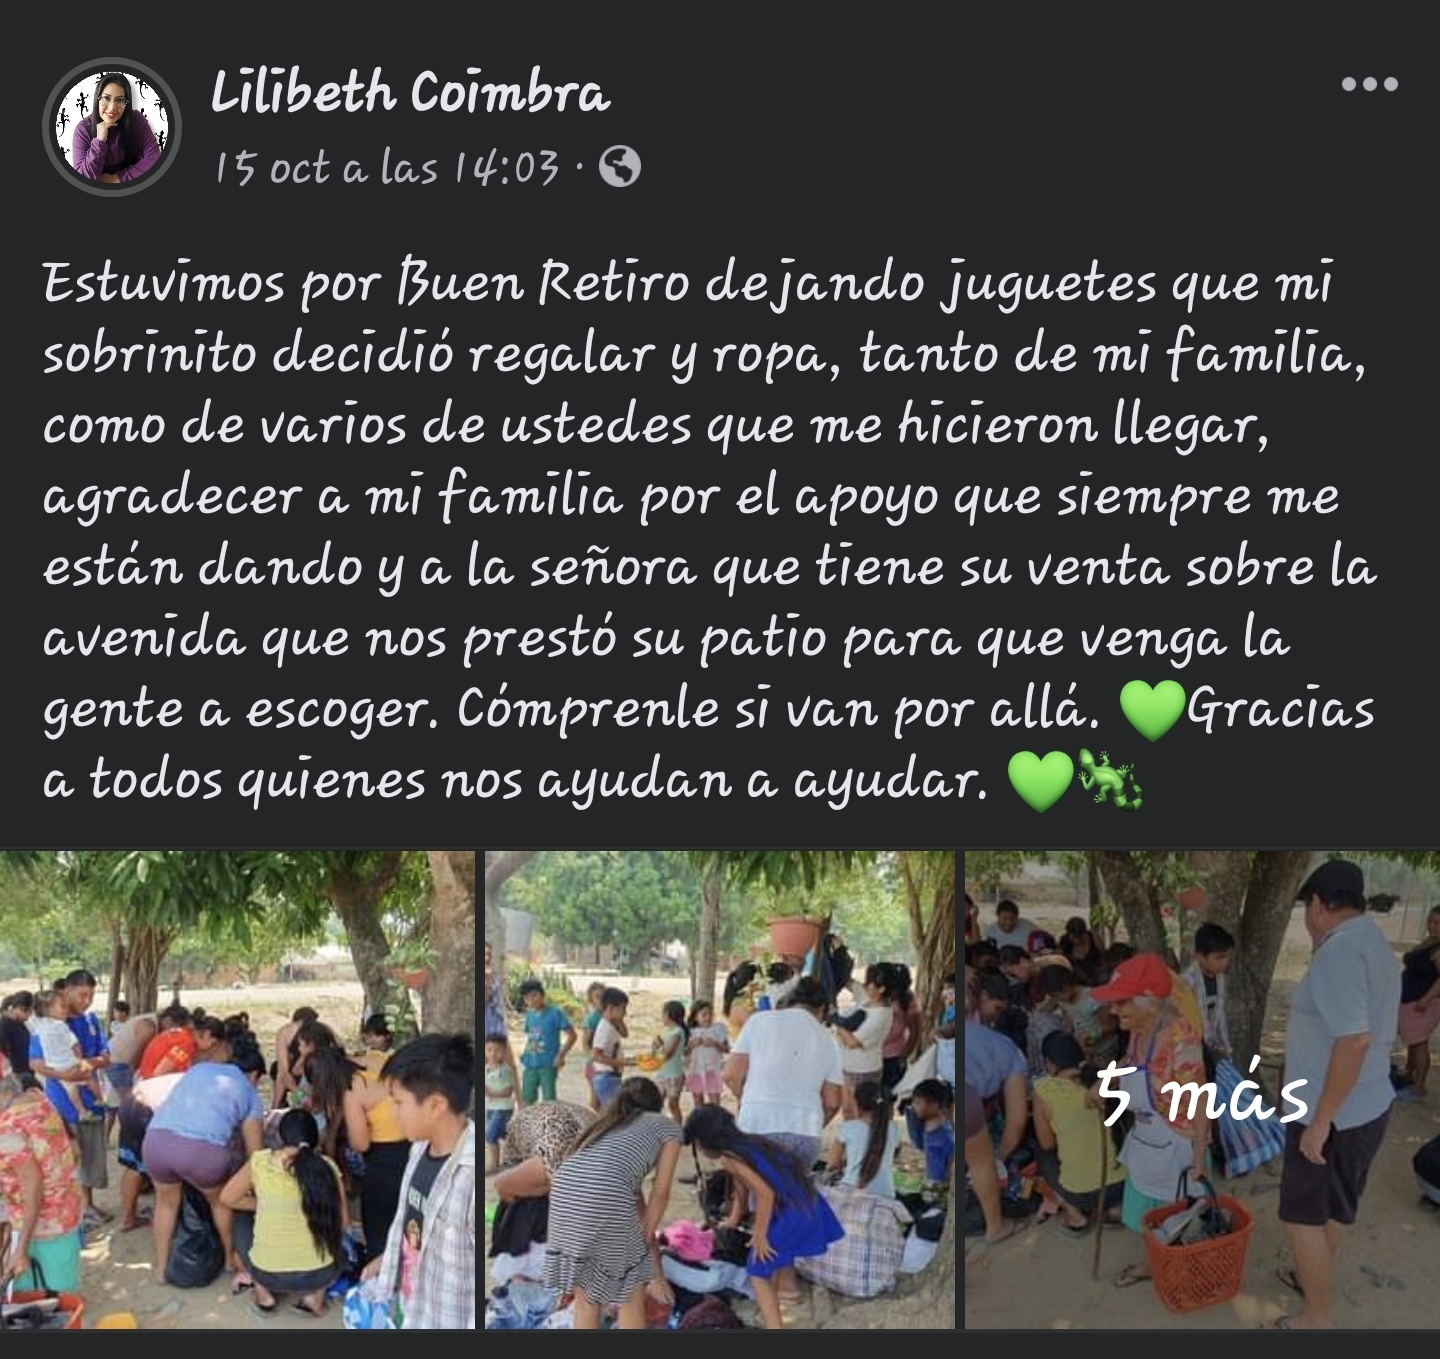 Lilibeth Coimbra
15 oct a las 14:03 ·
Estuvimos por Buen Retiro dejando juguetes que mi
sobrinito decidió regalar y ropa, tanto de mi familia,
como de varios de ustedes que me hicieron llegar,
agradecer a mi familia por el apoyo que siempre me
están dando y a la señora que tiene su venta sobre la
avenida que nos prestó su patio para que venga la
gente a escoger. Cómprenle si van por allá. 💚Gracias
a todos quienes nos ayudan a ayudar. 💚🦎
5 más